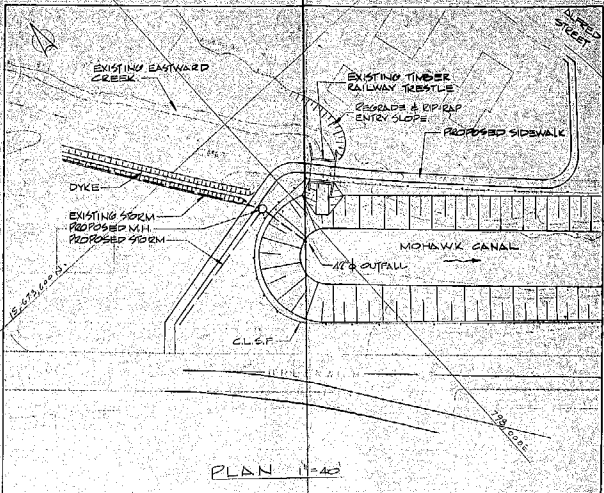 ALFRED
STREET
EXISTING EASTWARD
CREEK
EXISTING TIMBER
RAILWAY TRESTLE
REGRADE & RIP-RAP
ENTRY SLOPE
PROPOSED SIDEWALK
DYKE
EXISTING STORM
PROPOSED M.H.
PROPOSED STORM
MOHAWK CANAL
OUTFALL
C.L.S.F.
PLAN 1"=40'